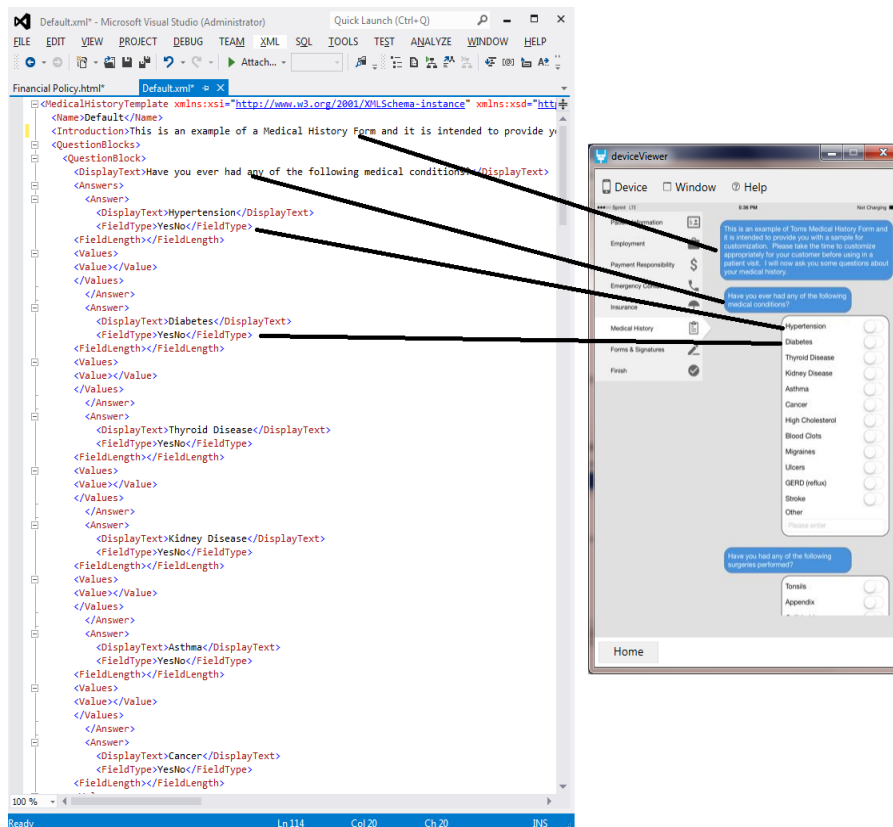 Default.xml* - Microsoft Visual Studio (Administrator)
Quick Launch (Ctrl+Q)
FILE EDIT VIEW PROJECT DEBUG TEAM XML SQL TOOLS TEST ANALYZE WINDOW HELP
Attach...
Financial Policy.html*
Default.xml*
<MedicalHistoryTemplate xmlns:xsi="http://www.w3.org/2001/XMLSchema-instance" xmlns:xsd="htt
<Name>Default</Name>
<Introduction>This is an example of a Medical History Form and it is intended to provide y
<QuestionBlocks>
<QuestionBlock>
<DisplayText>Have you ever had any of the following medical conditions?</DisplayText>
<Answers>
<Answer>
<DisplayText>Hypertension</DisplayText>
<FieldType>YesNo</FieldType>
<FieldLength></FieldLength>
<Values>
<Value></Value>
</Values>
</Answer>
<Answer>
<DisplayText>Diabetes</DisplayText>
<FieldType>YesNo</FieldType>
<FieldLength></FieldLength>
<Values>
<Value></Value>
</Values>
</Answer>
<Answer>
<DisplayText>Thyroid Disease</DisplayText>
<FieldType>YesNo</FieldType>
<FieldLength></FieldLength>
<Values>
<Value></Value>
</Values>
</Answer>
<Answer>
<DisplayText>Kidney Disease</DisplayText>
<FieldType>YesNo</FieldType>
<FieldLength></FieldLength>
<Values>
<Value></Value>
</Values>
</Answer>
<Answer>
<DisplayText>Asthma</DisplayText>
<FieldType>YesNo</FieldType>
<FieldLength></FieldLength>
<Values>
<Value></Value>
</Values>
</Answer>
<Answer>
<DisplayText>Cancer</DisplayText>
<FieldType>YesNo</FieldType>
<FieldLength></FieldLength>
100 %
Ready Ln 114 Col 20 Ch 20 INS
deviceViewer
Device Window Help
Sprint LTE 5:36 PM Not Charging
Information
Employment
Payment Responsibility
Emergency
Insurance
Medical History
Forms & Signatures
Finish
This is an example of Toms Medical History Form and
it is intended to provide you with a sample for
customization. Please take the time to customize
appropriately for your customer before using in a
patient visit. I will now ask you some questions about
your medical history.
Have you ever had any of the following
medical conditions?
Hypertension
Diabetes
Thyroid Disease
Kidney Disease
Asthma
Cancer
High Cholesterol
Blood Clots
Migraines
Ulcers
GERD (reflux)
Stroke
Other
Please enter
Have you had any of the following
surgeries performed?
Tonsils
Appendix
Home